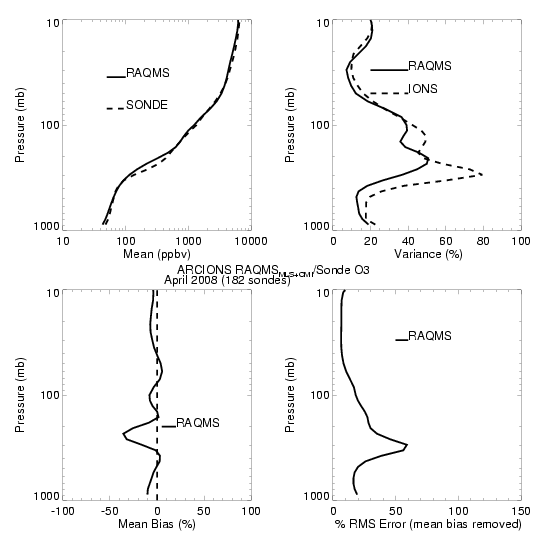 10
100
1000
Pressure (mb)
RAQMS
SONDE
10 100 1000 10000
Mean (ppbv)
10
100
1000
Pressure (mb)
RAQMS
IONS
0 20 40 60 80 100
Variance (%)
ARCIONS RAQMS /Sonde O3
April 2008 (182 sondes)
10
100
1000
Pressure (mb)
RAQMS
-100 -50 0 50 100
Mean Bias (%)
10
100
1000
Pressure (mb)
RAQMS
0 50 100 150
% RMS Error (mean bias removed)